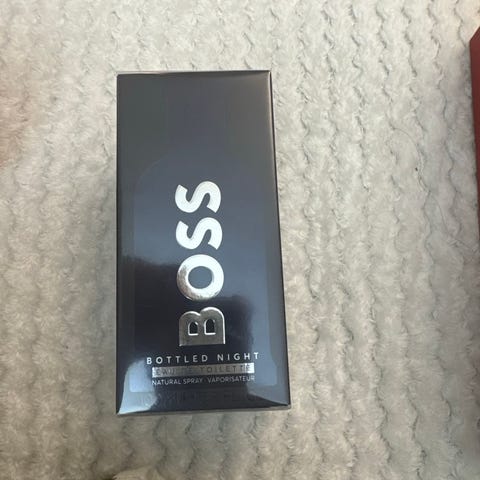 BOSS
BOTTLED NIGHT
EAU DE TOILETTE
NATURAL SPRAY VAPORISATEUR